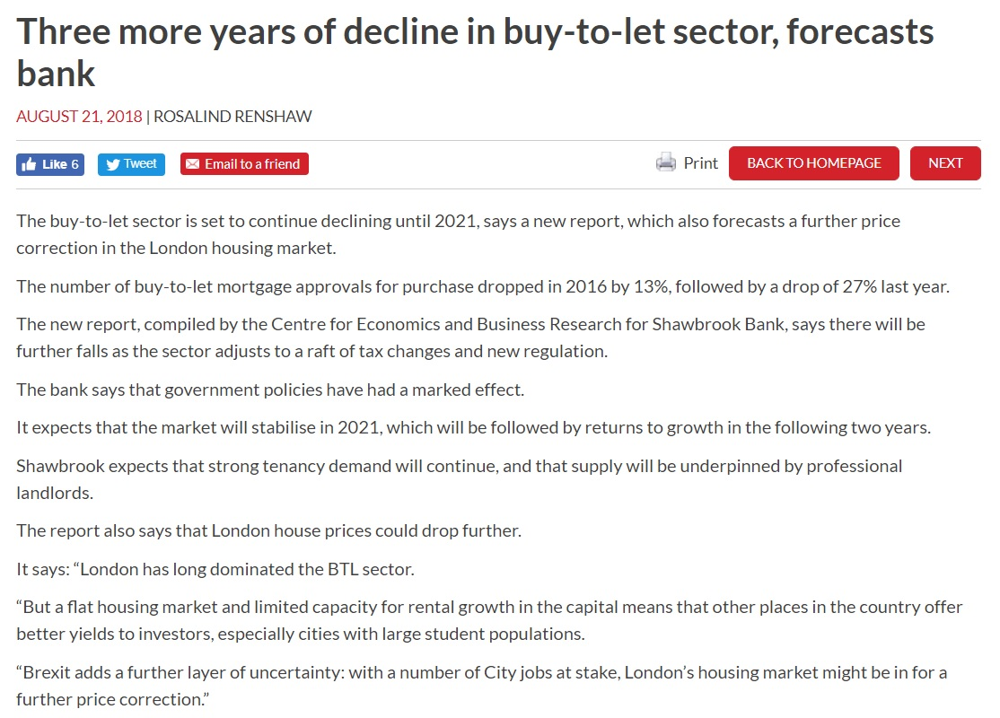 Three more years of decline in buy-to-let sector, forecasts
bank
AUGUST 21, 2018 | ROSALIND RENSHAW
Like 6 Tweet Email to a friend Print BACK TO HOMEPAGE NEXT
The buy-to-let sector is set to continue declining until 2021, says a new report, which also forecasts a further price
correction in the London housing market.
The number of buy-to-let mortgage approvals for purchase dropped in 2016 by 13%, followed by a drop of 27% last year.
The new report, compiled by the Centre for Economics and Business Research for Shawbrook Bank, says there will be
further falls as the sector adjusts to a raft of tax changes and new regulation.
The bank says that government policies have had a marked effect.
It expects that the market will stabilise in 2021, which will be followed by returns to growth in the following two years.
Shawbrook expects that strong tenancy demand will continue, and that supply will be underpinned by professional
landlords.
The report also says that London house prices could drop further.
It says: “London has long dominated the BTL sector.
“But a flat housing market and limited capacity for rental growth in the capital means that other places in the country offer
better yields to investors, especially cities with large student populations.
“Brexit adds a further layer of uncertainty: with a number of City jobs at stake, London’s housing market might be in for a
further price correction.”